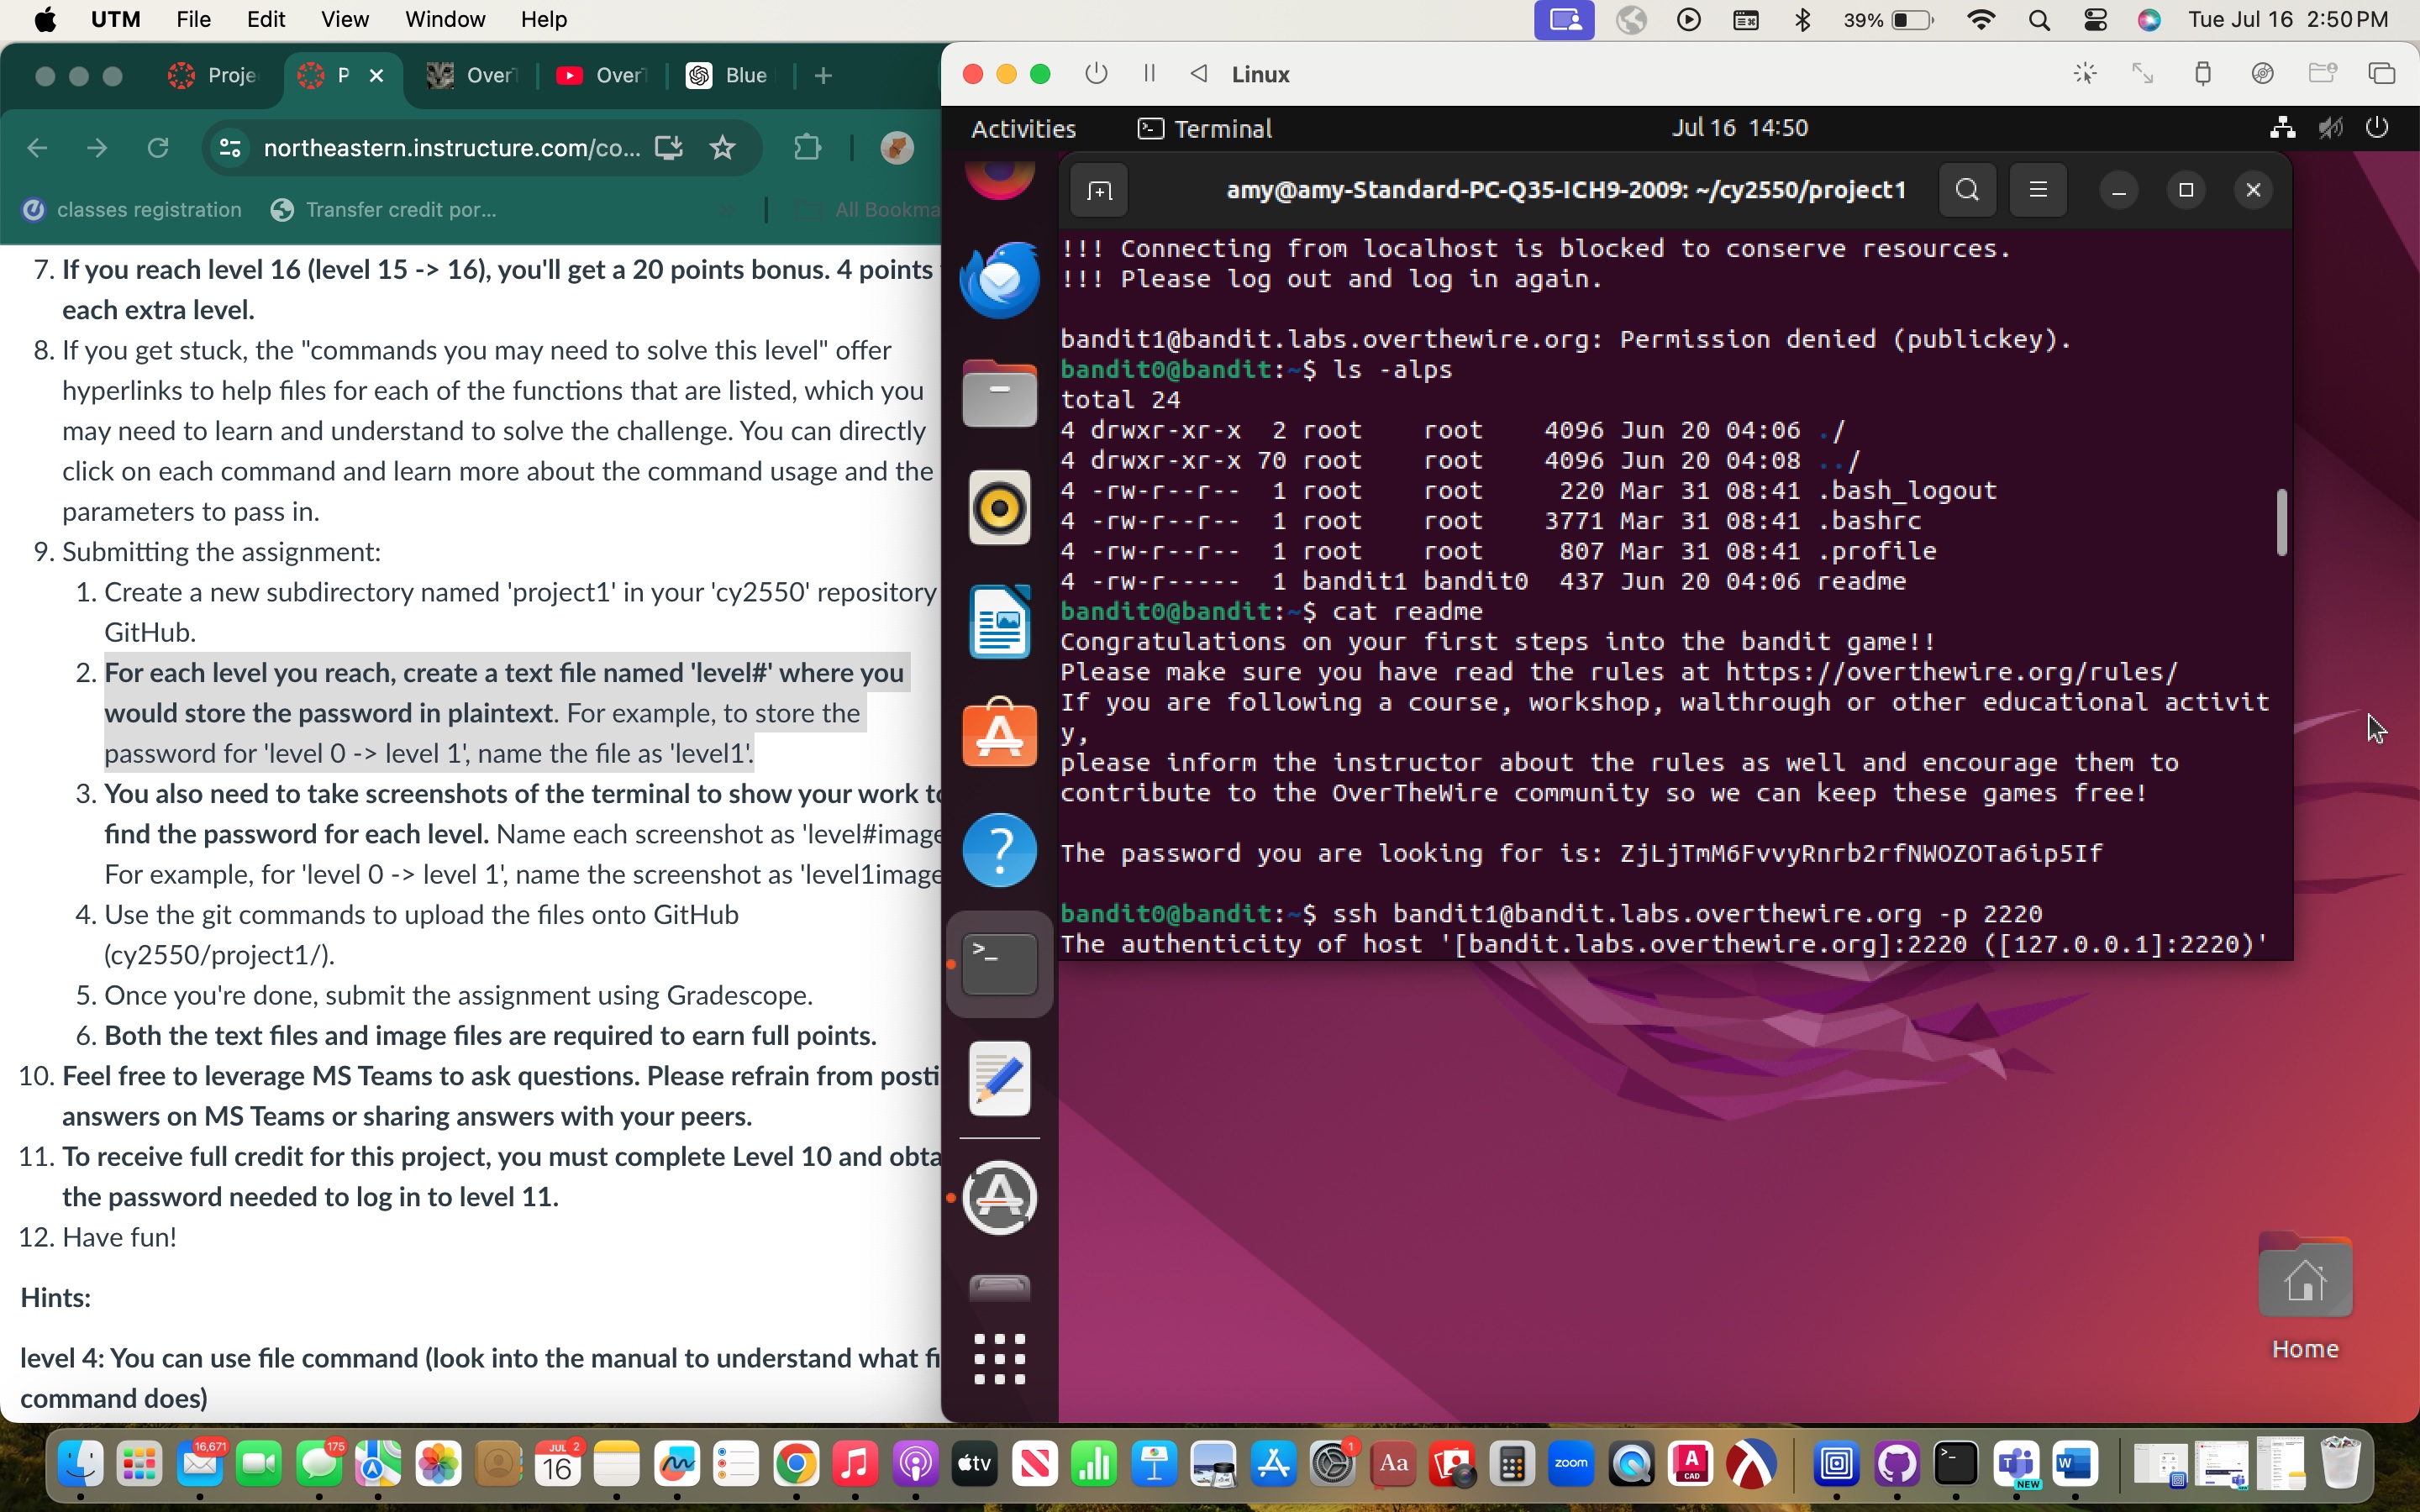 UTM File Edit View Window Help 39% Tue Jul 16 2:50 PM
Proje P Over Over Blue
northeastern.instructure.com/co...
classes registration Transfer credit por... All Bookma
7. If you reach level 16 (level 15 -> 16), you'll get a 20 points bonus. 4 points
each extra level.
8. If you get stuck, the "commands you may need to solve this level" offer
hyperlinks to help files for each of the functions that are listed, which you
may need to learn and understand to solve the challenge. You can directly
click on each command and learn more about the command usage and the
parameters to pass in.
9. Submitting the assignment:
1. Create a new subdirectory named 'project1' in your 'cy2550' repository
GitHub.
2. For each level you reach, create a text file named 'level#' where you
would store the password in plaintext. For example, to store the
password for 'level 0 -> level 1', name the file as 'level1'.
3. You also need to take screenshots of the terminal to show your work to
find the password for each level. Name each screenshot as 'level#image
For example, for 'level 0 -> level 1', name the screenshot as 'level1image
4. Use the git commands to upload the files onto GitHub
(cy2550/project1/).
5. Once you're done, submit the assignment using Gradescope.
6. Both the text files and image files are required to earn full points.
10. Feel free to leverage MS Teams to ask questions. Please refrain from posti
answers on MS Teams or sharing answers with your peers.
11. To receive full credit for this project, you must complete Level 10 and obta
the password needed to log in to level 11.
12. Have fun!
Hints:
level 4: You can use file command (look into the manual to understand what fi
command does)
Linux
Activities Terminal Jul 16 14:50
amy@amy-Standard-PC-Q35-ICH9-2009: ~/cy2550/project1
!!! Connecting from localhost is blocked to conserve resources.
!!! Please log out and log in again.
bandit1@bandit.labs.overthewire.org: Permission denied (publickey).
bandit0@bandit:~$ ls -alps
total 24
4 drwxr-xr-x 2 root root 4096 Jun 20 04:06 ./
4 drwxr-xr-x 70 root root 4096 Jun 20 04:08 ../
4 -rw-r--r-- 1 root root 220 Mar 31 08:41 .bash_logout
4 -rw-r--r-- 1 root root 3771 Mar 31 08:41 .bashrc
4 -rw-r--r-- 1 root root 807 Mar 31 08:41 .profile
4 -rw-r----- 1 bandit1 bandit0 437 Jun 20 04:06 readme
bandit0@bandit:~$ cat readme
Congratulations on your first steps into the bandit game!!
Please make sure you have read the rules at https://overthewire.org/rules/
If you are following a course, workshop, walthrough or other educational activit
y,
please inform the instructor about the rules as well and encourage them to
contribute to the OverTheWire community so we can keep these games free!
The password you are looking for is: ZjLjTmM6FvvyRnrb2rfNWOZOTa6ip5If
bandit0@bandit:~$ ssh bandit1@bandit.labs.overthewire.org -p 2220
The authenticity of host '[bandit.labs.overthewire.org]:2220 ([127.0.0.1]:2220)'
Home
16,671 175 JUL 2 16 tv 1 Aa zoom CAD NEW